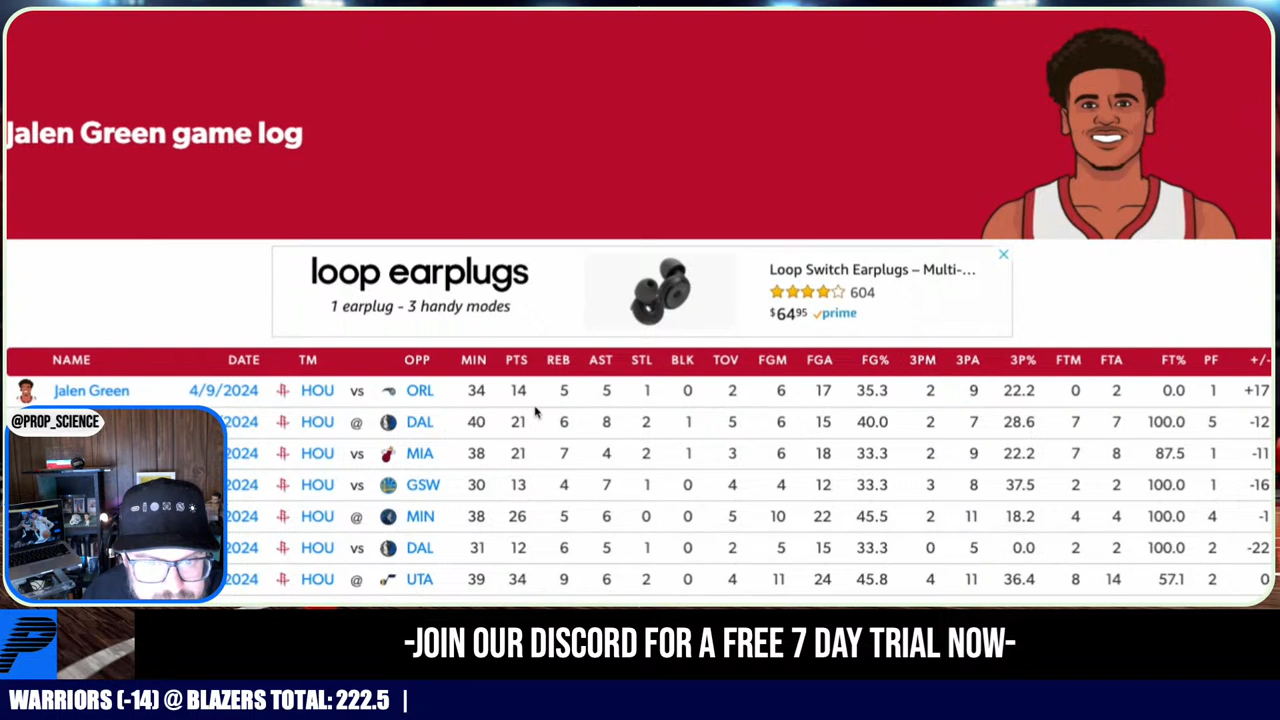 Jalen Green game log
loop earplugs
1 earplug - 3 handy modes
Loop Switch Earplugs – Multi-...
604
$64.95 prime
NAME DATE TM OPP MIN PTS REB AST STL BLK TOV FGM FGA FG% 3PM 3PA 3P% FTM FTA FT% PF +/-
Jalen Green 4/9/2024 HOU vs ORL 34 14 5 5 1 0 2 6 17 35.3 2 9 22.2 0 2 0.0 1 +17
@PROP_SCIENCE
HOU @ DAL 40 21 6 8 2 1 5 6 15 40.0 2 7 28.6 7 7 100.0 5 -12
HOU vs MIA 38 21 7 4 2 1 3 6 18 33.3 2 9 22.2 7 8 87.5 1 -11
2024 HOU vs GSW 30 13 4 7 1 0 4 4 12 33.3 3 8 37.5 2 2 100.0 1 -16
2024 HOU @ MIN 38 26 5 6 0 0 5 10 22 45.5 2 11 18.2 4 4 100.0 4 -1
2024 HOU vs DAL 31 12 6 5 1 0 2 5 15 33.3 0 5 0.0 2 2 100.0 2 -22
2024 HOU @ UTA 39 34 9 6 2 0 4 11 24 45.8 4 11 36.4 8 14 57.1 2 0
-JOIN OUR DISCORD FOR A FREE 7 DAY TRIAL NOW-
WARRIORS (-14) @ BLAZERS TOTAL: 222.5 |